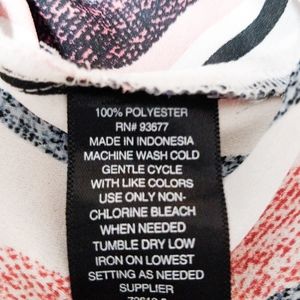 100% POLYESTER
RN# 93677
MADE IN INDONESIA
MACHINE WASH COLD
GENTLE CYCLE
WITH LIKE COLORS
USE ONLY NON-
CHLORINE BLEACH
WHEN NEEDED
TUMBLE DRY LOW
IRON ON LOWEST
SETTING AS NEEDED
SUPPLIER